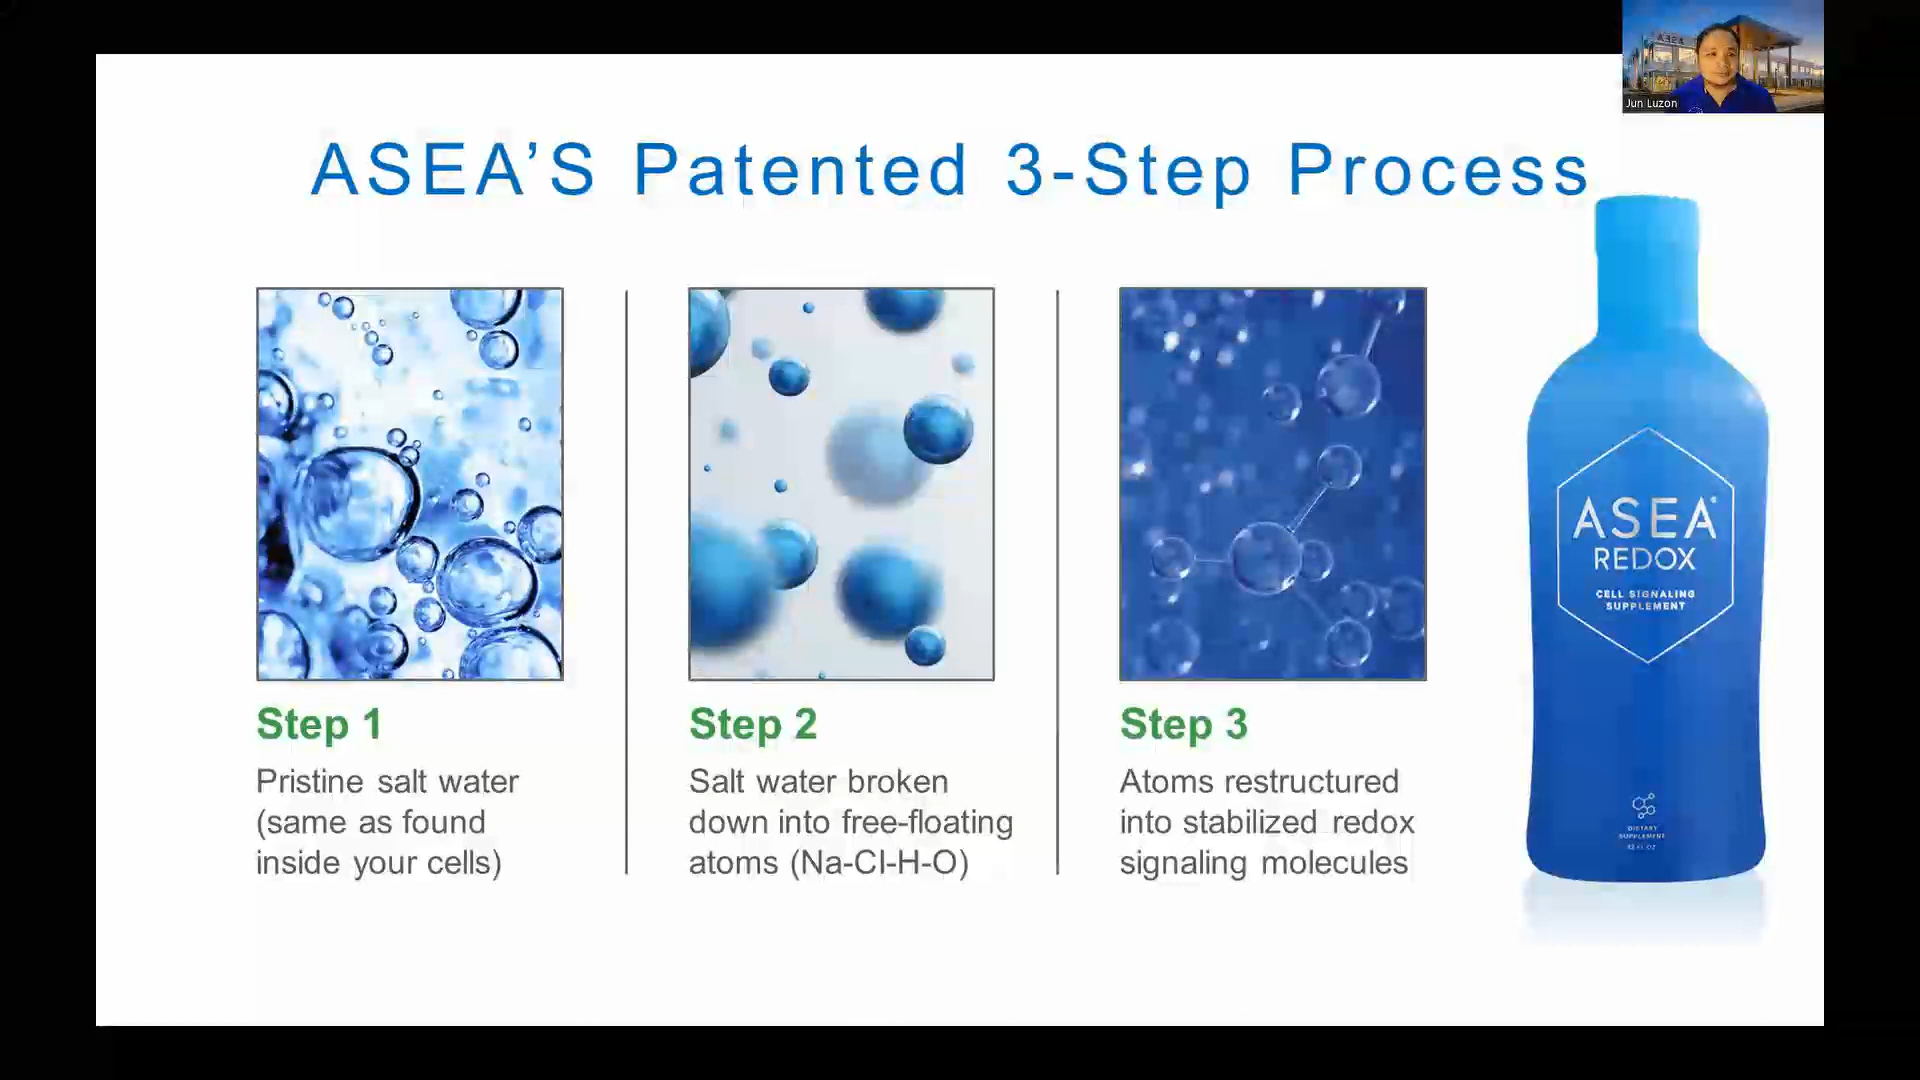 Jun Luzon
ASEA'S Patented 3-Step Process
Step 1
Pristine salt water
(same as found
inside your cells)
Step 2
Salt water broken
down into free-floating
atoms (Na-Cl-H-O)
Step 3
Atoms restructured
into stabilized redox
signaling molecules
ASEA®
REDOX
CELL SIGNALING
SUPPLEMENT
DIETARY
SUPPLEMENT